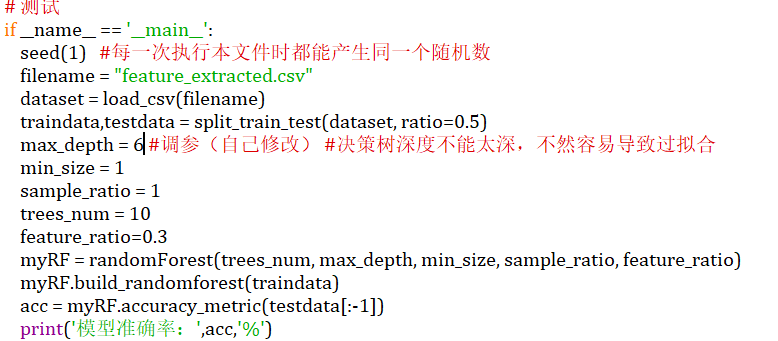 # 测试
if __name__ == '__main__':
    seed(1)   #每一次执行本文件时都能产生同一个随机数
    filename = "feature_extracted.csv"
    dataset = load_csv(filename)
    traindata,testdata = split_train_test(dataset, ratio=0.5)
    max_depth = 6 #调参（自己修改） #决策树深度不能太深，不然容易导致过拟合
    min_size = 1
    sample_ratio = 1
    trees_num = 10
    feature_ratio=0.3
    myRF = randomForest(trees_num, max_depth, min_size, sample_ratio, feature_ratio)
    myRF.build_randomforest(traindata)
    acc = myRF.accuracy_metric(testdata[:-1])
    print('模型准确率：',acc,'%')